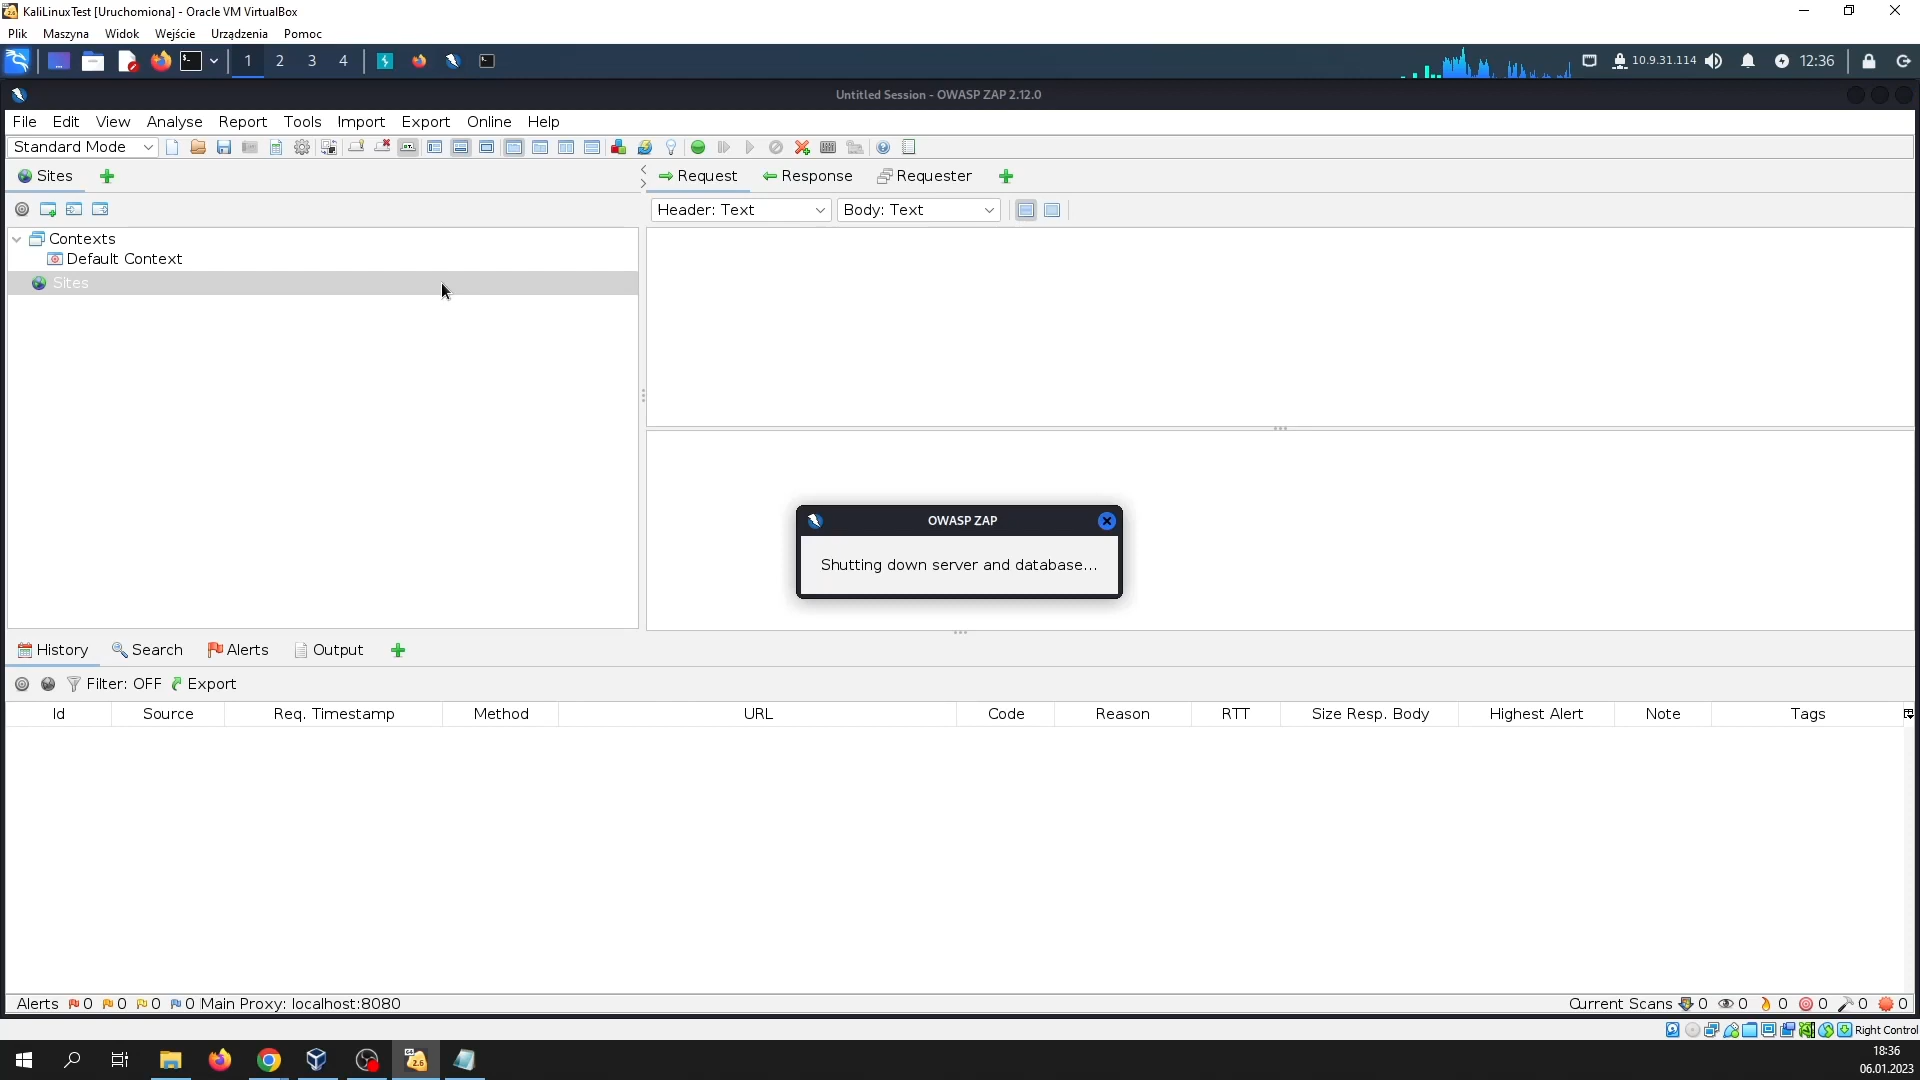 KaliLinuxTest [Uruchomiona] - Oracle VM VirtualBox
Plik Maszyna Widok Wejście Urządzenia Pomoc
1 2 3 4 10.9.31.114 12:36
Untitled Session - OWASP ZAP 2.12.0
File Edit View Analyse Report Tools Import Export Online Help
Standard Mode
Sites Request Response Requester
Header: Text Body: Text
Contexts
Default Context
Sites
OWASP ZAP
Shutting down server and database...
History Search Alerts Output
Filter: OFF Export
Id Source Req. Timestamp Method URL Code Reason RTT Size Resp. Body Highest Alert Note Tags
Alerts 0 0 0 0 Main Proxy: localhost:8080 Current Scans 0 0 0 0 0 0
Right Control
18:36
06.01.2023